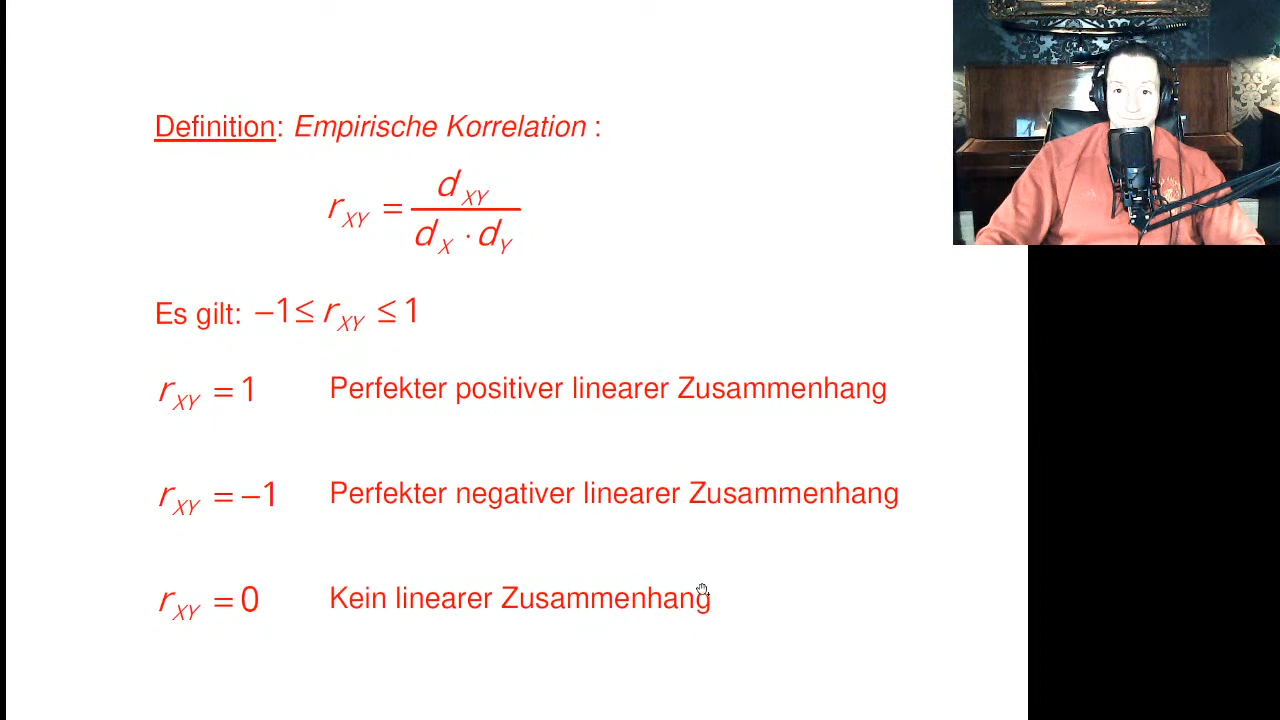 Definition: Empirische Korrelation :
r_XY = d_XY / (d_X · d_Y)
Es gilt: –1 ≤ r_XY ≤ 1
r_XY = 1 Perfekter positiver linearer Zusammenhang
r_XY = –1 Perfekter negativer linearer Zusammenhang
r_XY = 0 Kein linearer Zusammenhang